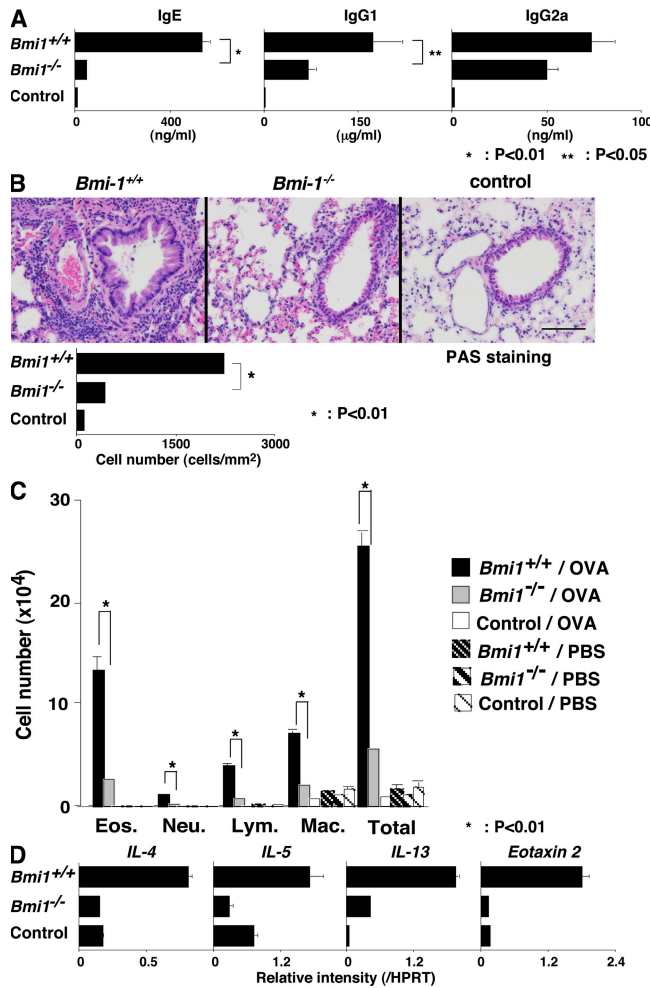 A
IgE IgG1 IgG2a
Bmi1+/+
Bmi1-/-
Control
* **
400 150 50 100
(ng/ml) (μg/ml) (ng/ml)
* : P<0.01 ** : P<0.05
B
Bmi-1+/+ Bmi-1-/- control
PAS staining
Bmi1+/+
Bmi1-/-
Control
*
* : P<0.01
0 1500 3000
Cell number (cells/mm2)
C
30
20
10
0
Cell number (x104)
* * * * *
Eos. Neu. Lym. Mac. Total
Bmi1+/+ / OVA
Bmi1-/- / OVA
Control / OVA
Bmi1+/+ / PBS
Bmi1-/- / PBS
Control / PBS
* : P<0.01
D
IL-4 IL-5 IL-13 Eotaxin 2
Bmi1+/+
Bmi1-/-
Control
0 0.5 0 1.2 0 1.2 0 1.2 2.4
Relative intensity (/HPRT)